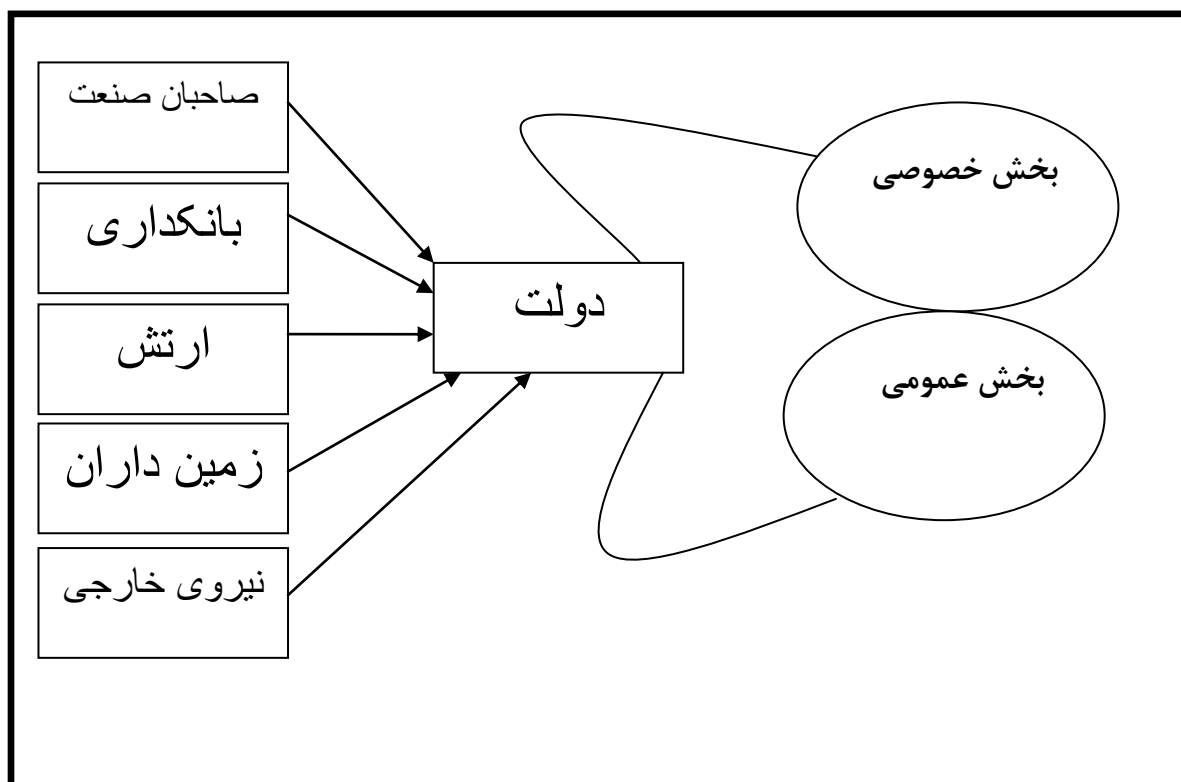 صاحبان صنعت
بانکداری
ارتش
زمین داران
نیروی خارجی
دولت
بخش خصوصی
بخش عمومی